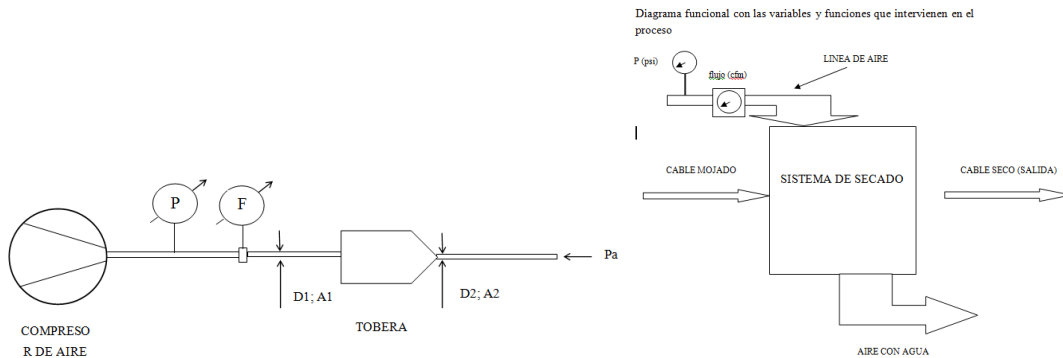 P
F
D1; A1
D2; A2
Pa
COMPRESO
R DE AIRE
TOBERA
Diagrama funcional con las variables y funciones que intervienen en el
proceso
P (psi)
flujo (cfm)
LINEA DE AIRE
CABLE MOJADO
SISTEMA DE SECADO
CABLE SECO (SALIDA)
AIRE CON AGUA